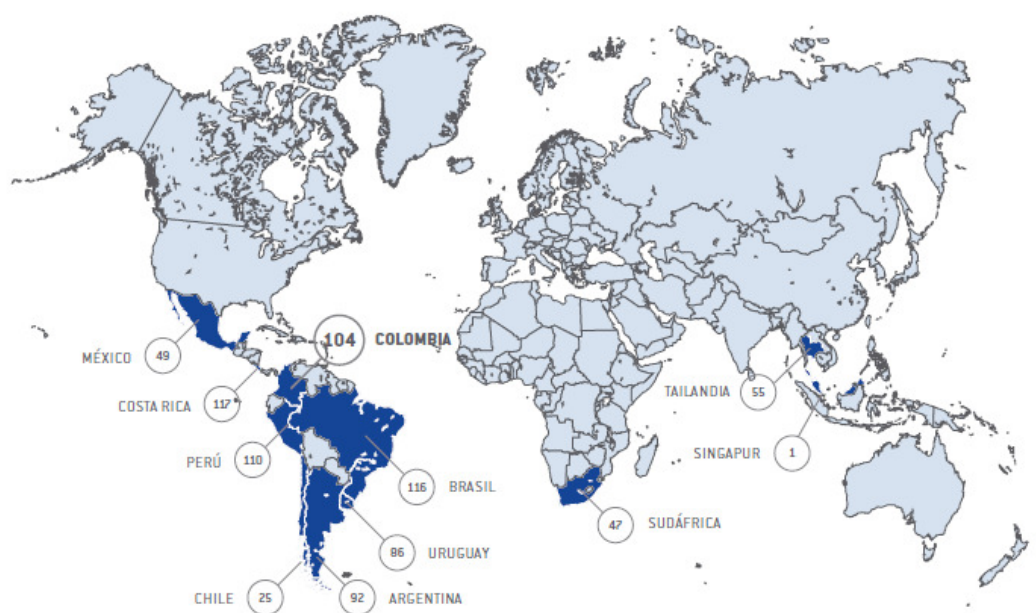 104 COLOMBIA
MÉXICO 49
TAILANDIA 55
COSTA RICA 117
SINGAPUR 1
PERÚ 110
116 BRASIL
47 SUDÁFRICA
86 URUGUAY
CHILE 25
92 ARGENTINA